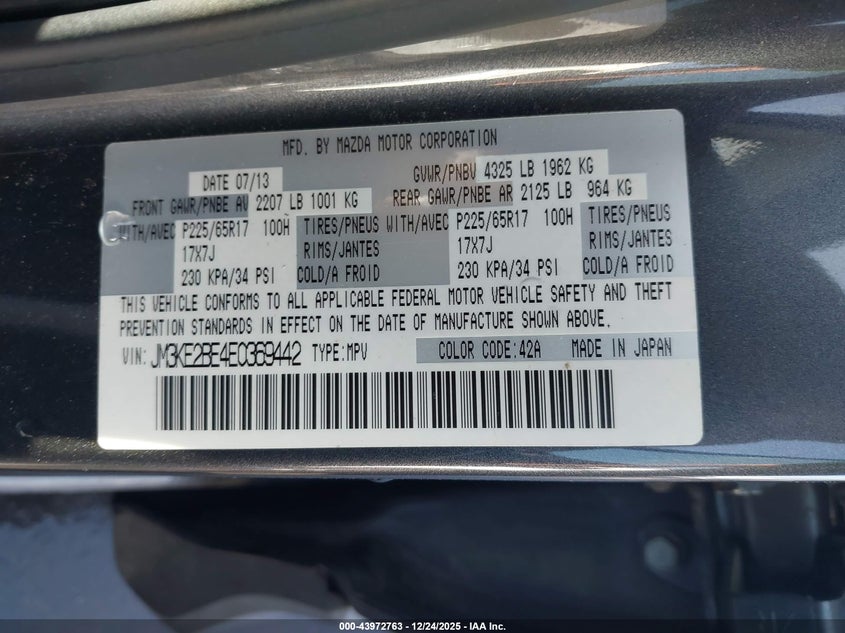 MFD. BY MAZDA MOTOR CORPORATION
DATE 07/13 GVWR/PNBV 4325 LB 1962 KG
FRONT GAWR/PNBE AV 2207 LB 1001 KG REAR GAWR/PNBE AR 2125 LB 964 KG
WITH/AVEC P225/65R17 100H TIRES/PNEUS WITH/AVEC P225/65R17 100H TIRES/PNEUS
17X7J RIMS/JANTES 17X7J RIMS/JANTES
230 KPA/34 PSI COLD/A FROID 230 KPA/34 PSI COLD/A FROID
THIS VEHICLE CONFORMS TO ALL APPLICABLE FEDERAL MOTOR VEHICLE SAFETY AND THEFT
PREVENTION STANDARDS IN EFFECT ON THE DATE OF MANUFACTURE SHOWN ABOVE.
VIN: JM3KE2BE4E0369442 TYPE:MPV COLOR CODE:42A MADE IN JAPAN
000-43972763 - 12/24/2025 - IAA Inc.